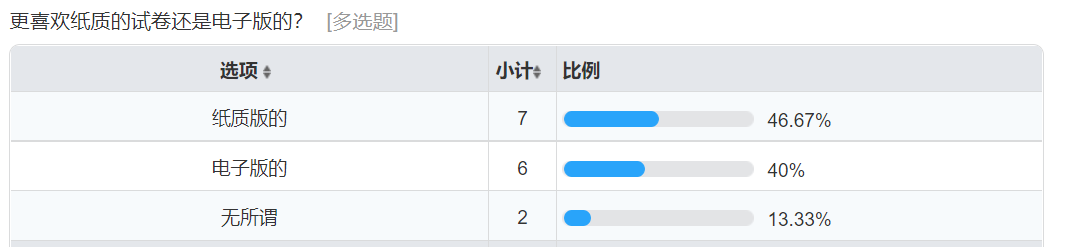 更喜欢纸质的试卷还是电子版的？ [多选题]
选项 小计 比例
纸质版的 7 46.67%
电子版的 6 40%
无所谓 2 13.33%